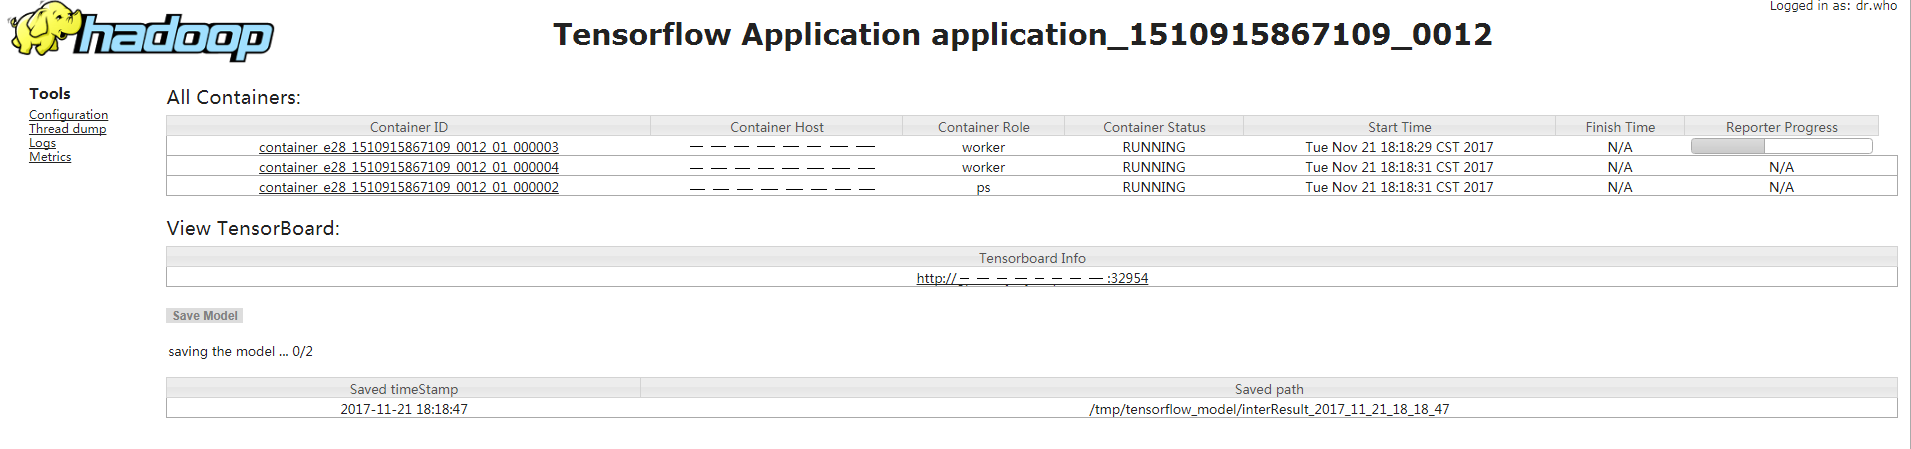 Logged in as: dr.who
hadoop
Tensorflow Application application_1510915867109_0012
Tools
Configuration
Thread dump
Logs
Metrics
All Containers:
Container ID Container Host Container Role Container Status Start Time Finish Time Reporter Progress
container_e28_1510915867109_0012_01_000003 worker RUNNING Tue Nov 21 18:18:29 CST 2017 N/A
container_e28_1510915867109_0012_01_000004 worker RUNNING Tue Nov 21 18:18:31 CST 2017 N/A N/A
container_e28_1510915867109_0012_01_000002 ps RUNNING Tue Nov 21 18:18:31 CST 2017 N/A N/A
View TensorBoard:
Tensorboard Info
http:// :32954
Save Model
saving the model ... 0/2
Saved timeStamp Saved path
2017-11-21 18:18:47 /tmp/tensorflow_model/interResult_2017_11_21_18_18_47